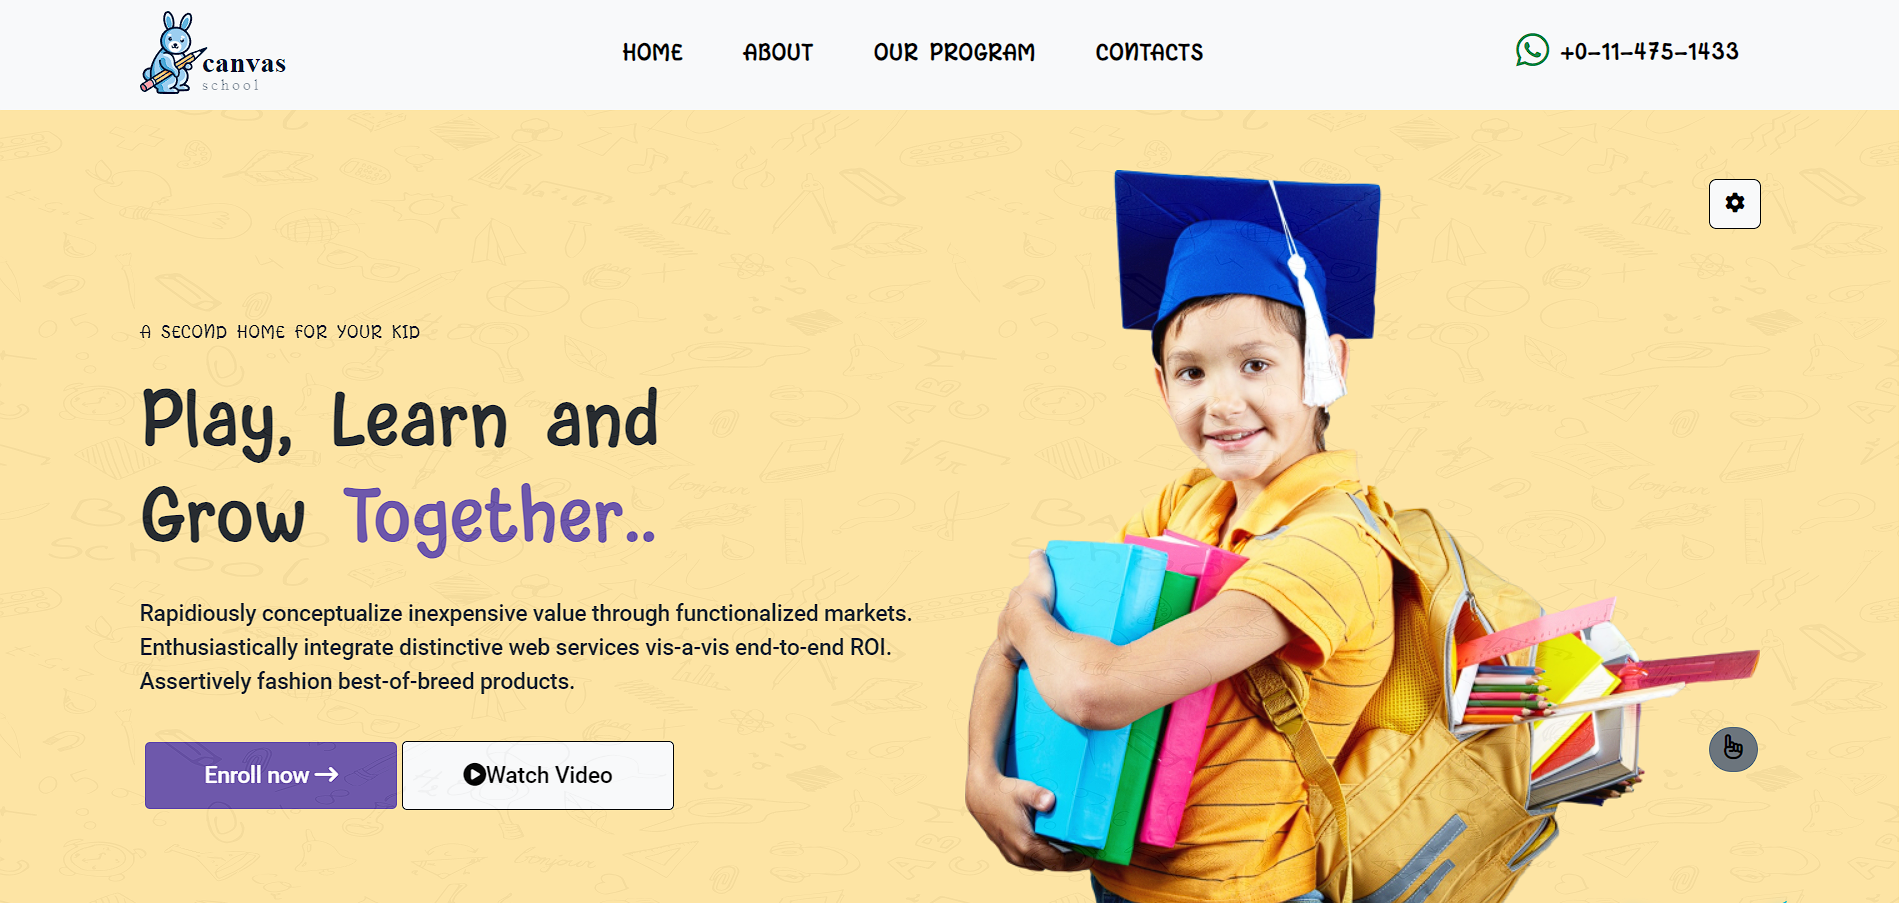 canvas
school
HOME
ABOUT
OUR PROGRAM
CONTACTS
+0-11-475-1433
A SECOND HOME FOR YOUR KID
Play, Learn and
Grow Together..
Rapidiously conceptualize inexpensive value through functionalized markets.
Enthusiastically integrate distinctive web services vis-a-vis end-to-end ROI.
Assertively fashion best-of-breed products.
Enroll now →
Watch Video